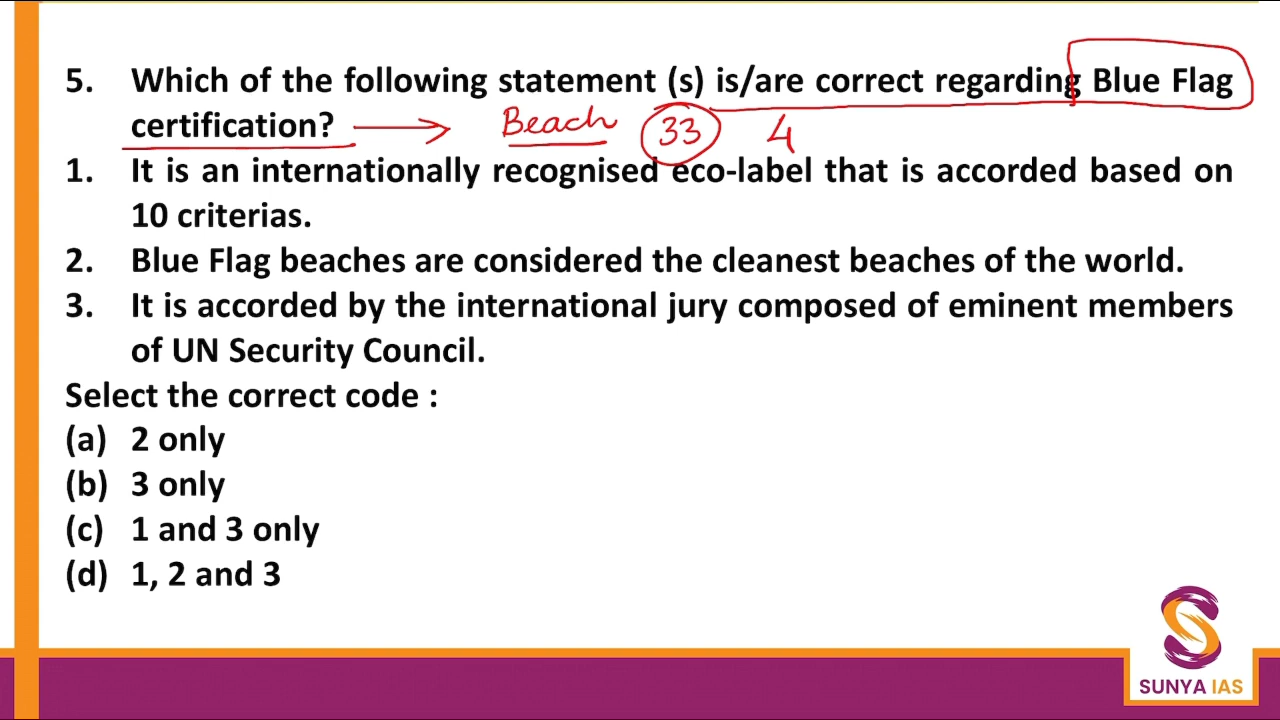 5. Which of the following statement (s) is/are correct regarding Blue Flag
certification? Beach 33 4
1. It is an internationally recognised eco-label that is accorded based on
10 criterias.
2. Blue Flag beaches are considered the cleanest beaches of the world.
3. It is accorded by the international jury composed of eminent members
of UN Security Council.
Select the correct code :
(a) 2 only
(b) 3 only
(c) 1 and 3 only
(d) 1, 2 and 3
SUNYA IAS